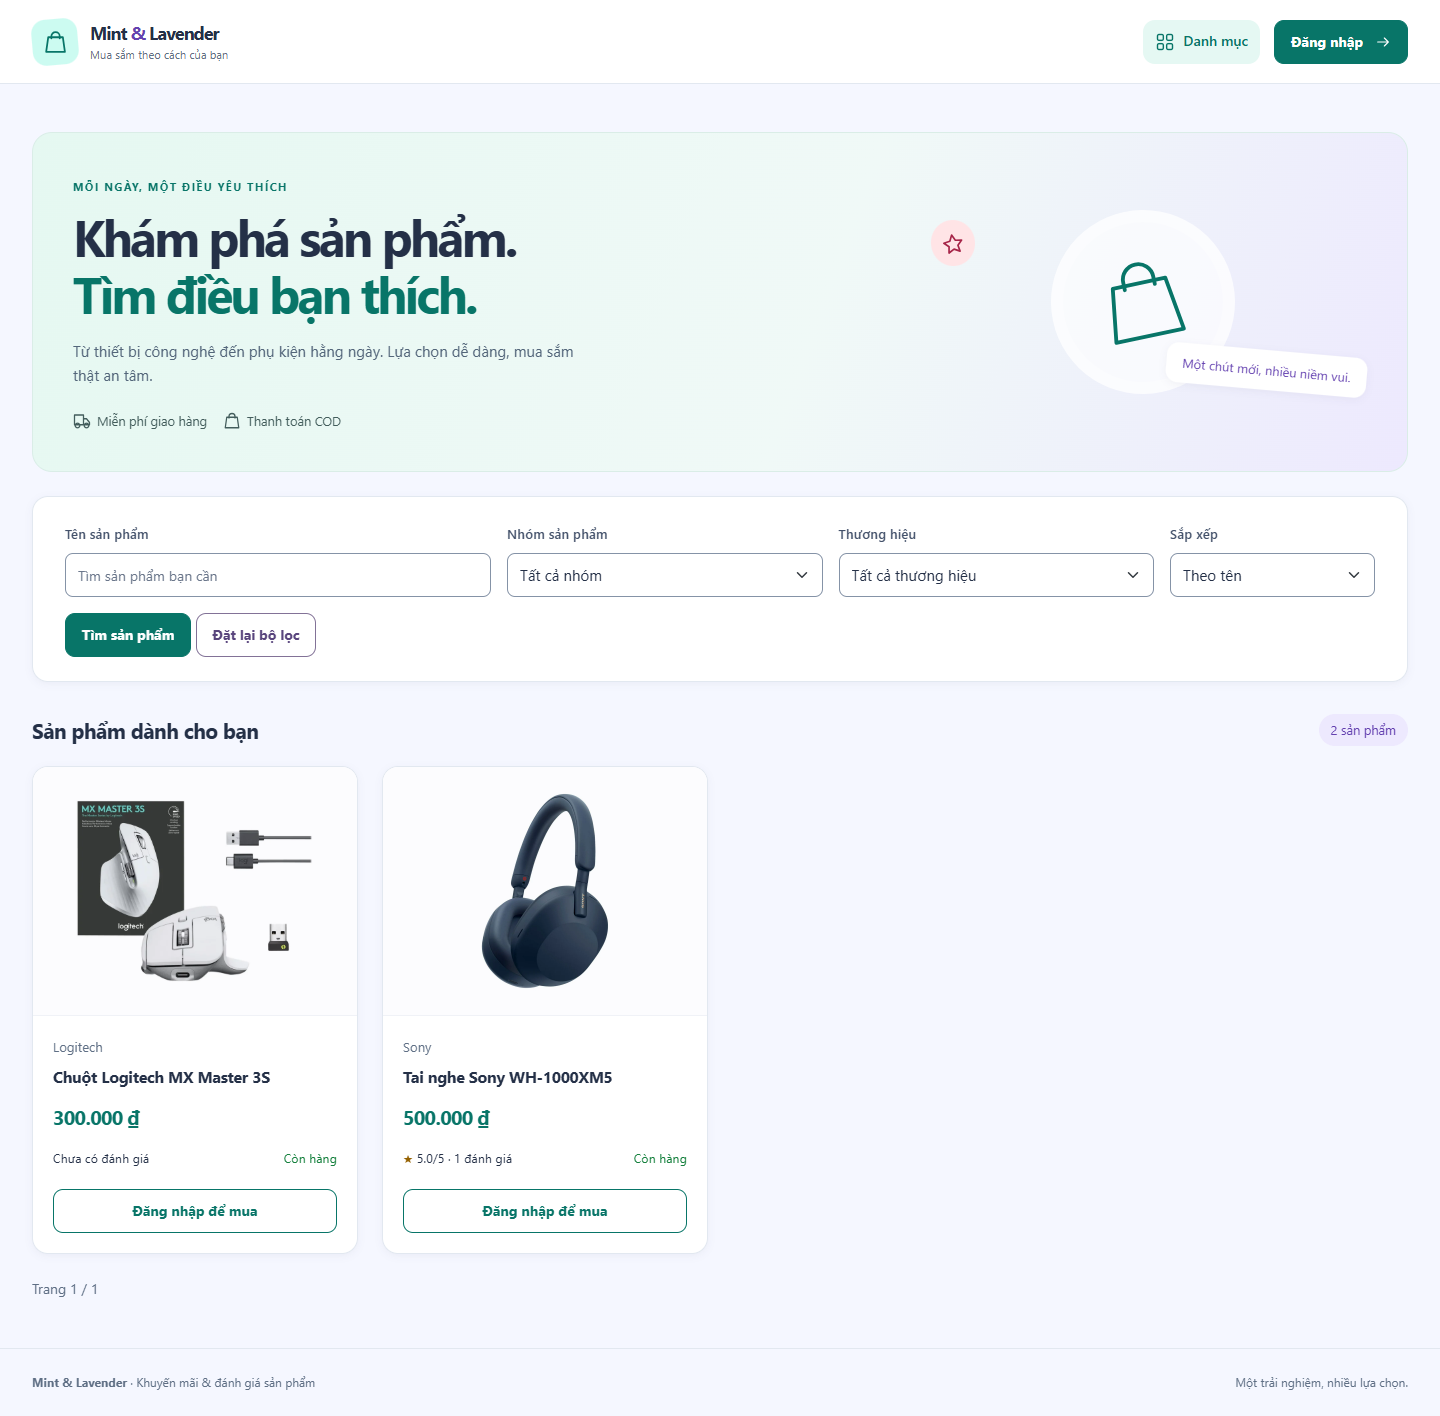 Mint & Lavender
Mua sắm theo cách của bạn
Danh mục
Đăng nhập
MỖI NGÀY, MỘT ĐIỀU YÊU THÍCH
Khám phá sản phẩm.
Tìm điều bạn thích.
Từ thiết bị công nghệ đến phụ kiện hằng ngày. Lựa chọn dễ dàng, mua sắm
thật an tâm.
Miễn phí giao hàng
Thanh toán COD
Một chút mới, nhiều niềm vui.
Tên sản phẩm
Nhóm sản phẩm
Thương hiệu
Sắp xếp
Tìm sản phẩm bạn cần
Tất cả nhóm
Tất cả thương hiệu
Theo tên
Tìm sản phẩm
Đặt lại bộ lọc
Sản phẩm dành cho bạn
2 sản phẩm
MX MASTER 3S
logitech
Logitech
Chuột Logitech MX Master 3S
300.000 ₫
Chưa có đánh giá
Còn hàng
Đăng nhập để mua
Sony
Tai nghe Sony WH-1000XM5
500.000 ₫
★ 5.0/5 · 1 đánh giá
Còn hàng
Đăng nhập để mua
Trang 1 / 1
Mint & Lavender · Khuyến mãi & đánh giá sản phẩm
Một trải nghiệm, nhiều lựa chọn.